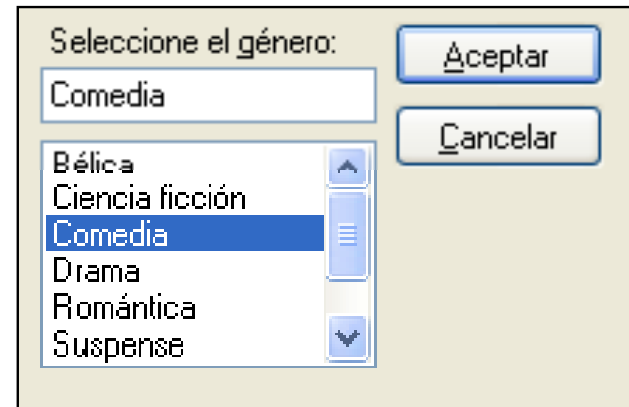 Seleccione el género:
Comedia
Aceptar
Cancelar
Bélica
Ciencia ficción
Comedia
Drama
Romántica
Suspense